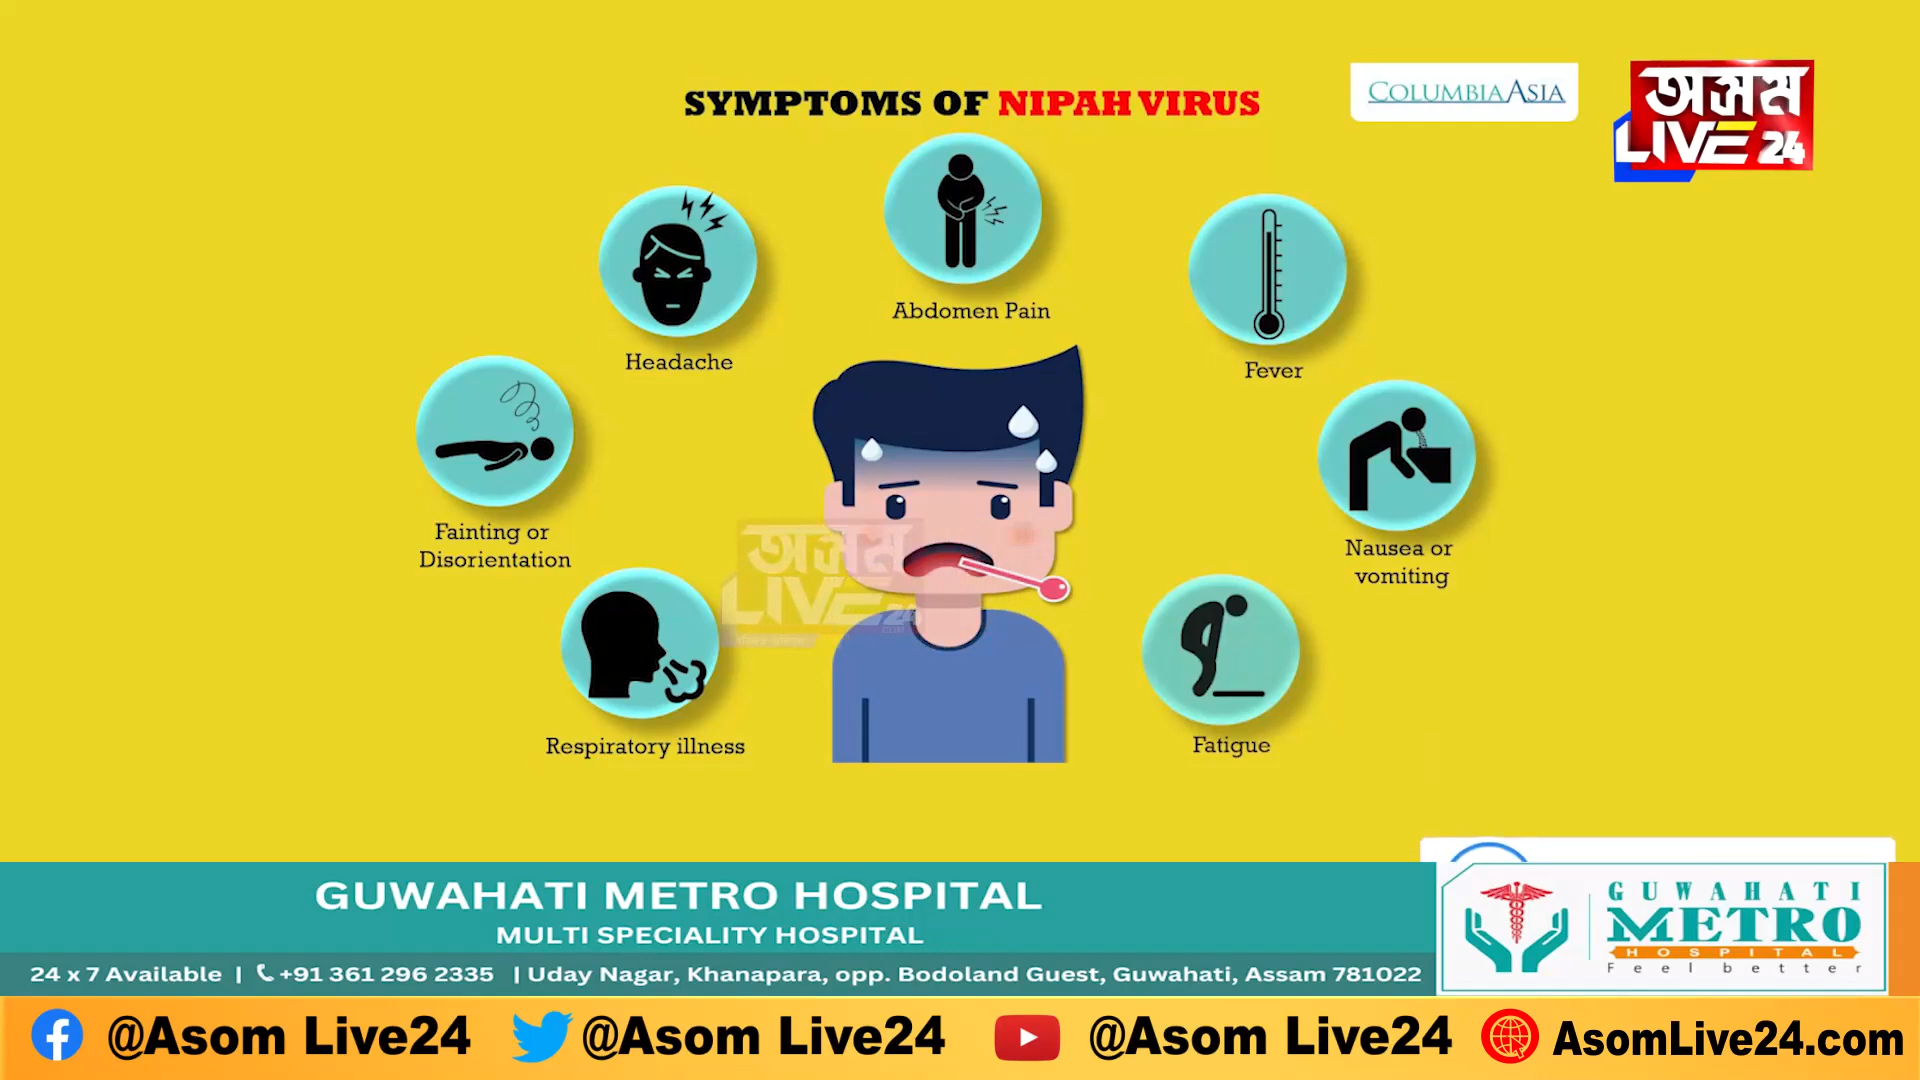 SYMPTOMS OF NIPAH VIRUS
COLUMBIA ASIA
অসম
LIVE 24
Abdomen Pain
Headache
Fever
Fainting or
Disorientation
Nausea or
vomiting
অসম
LIVE 24
Respiratory illness
Fatigue
GUWAHATI METRO HOSPITAL
MULTI SPECIALITY HOSPITAL
24 x 7 Available | +91 361 296 2335 | Uday Nagar, Khanapara, opp. Bodoland Guest, Guwahati, Assam 781022
GUWAHATI
METRO
HOSPITAL
Feel better
@Asom Live24 @Asom Live24 @Asom Live24 AsomLive24.com